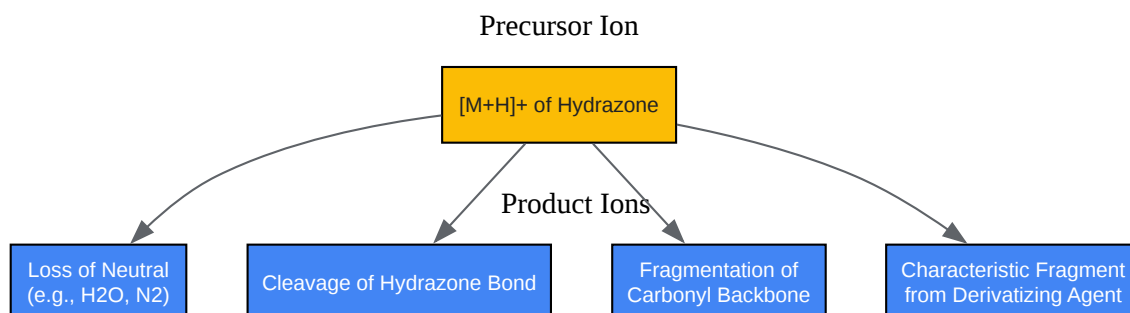 Precursor Ion
[M+H]+ of Hydrazone
Product Ions
Loss of Neutral
(e.g., H2O, N2)
Cleavage of Hydrazone Bond
Fragmentation of
Carbonyl Backbone
Characteristic Fragment
from Derivatizing Agent